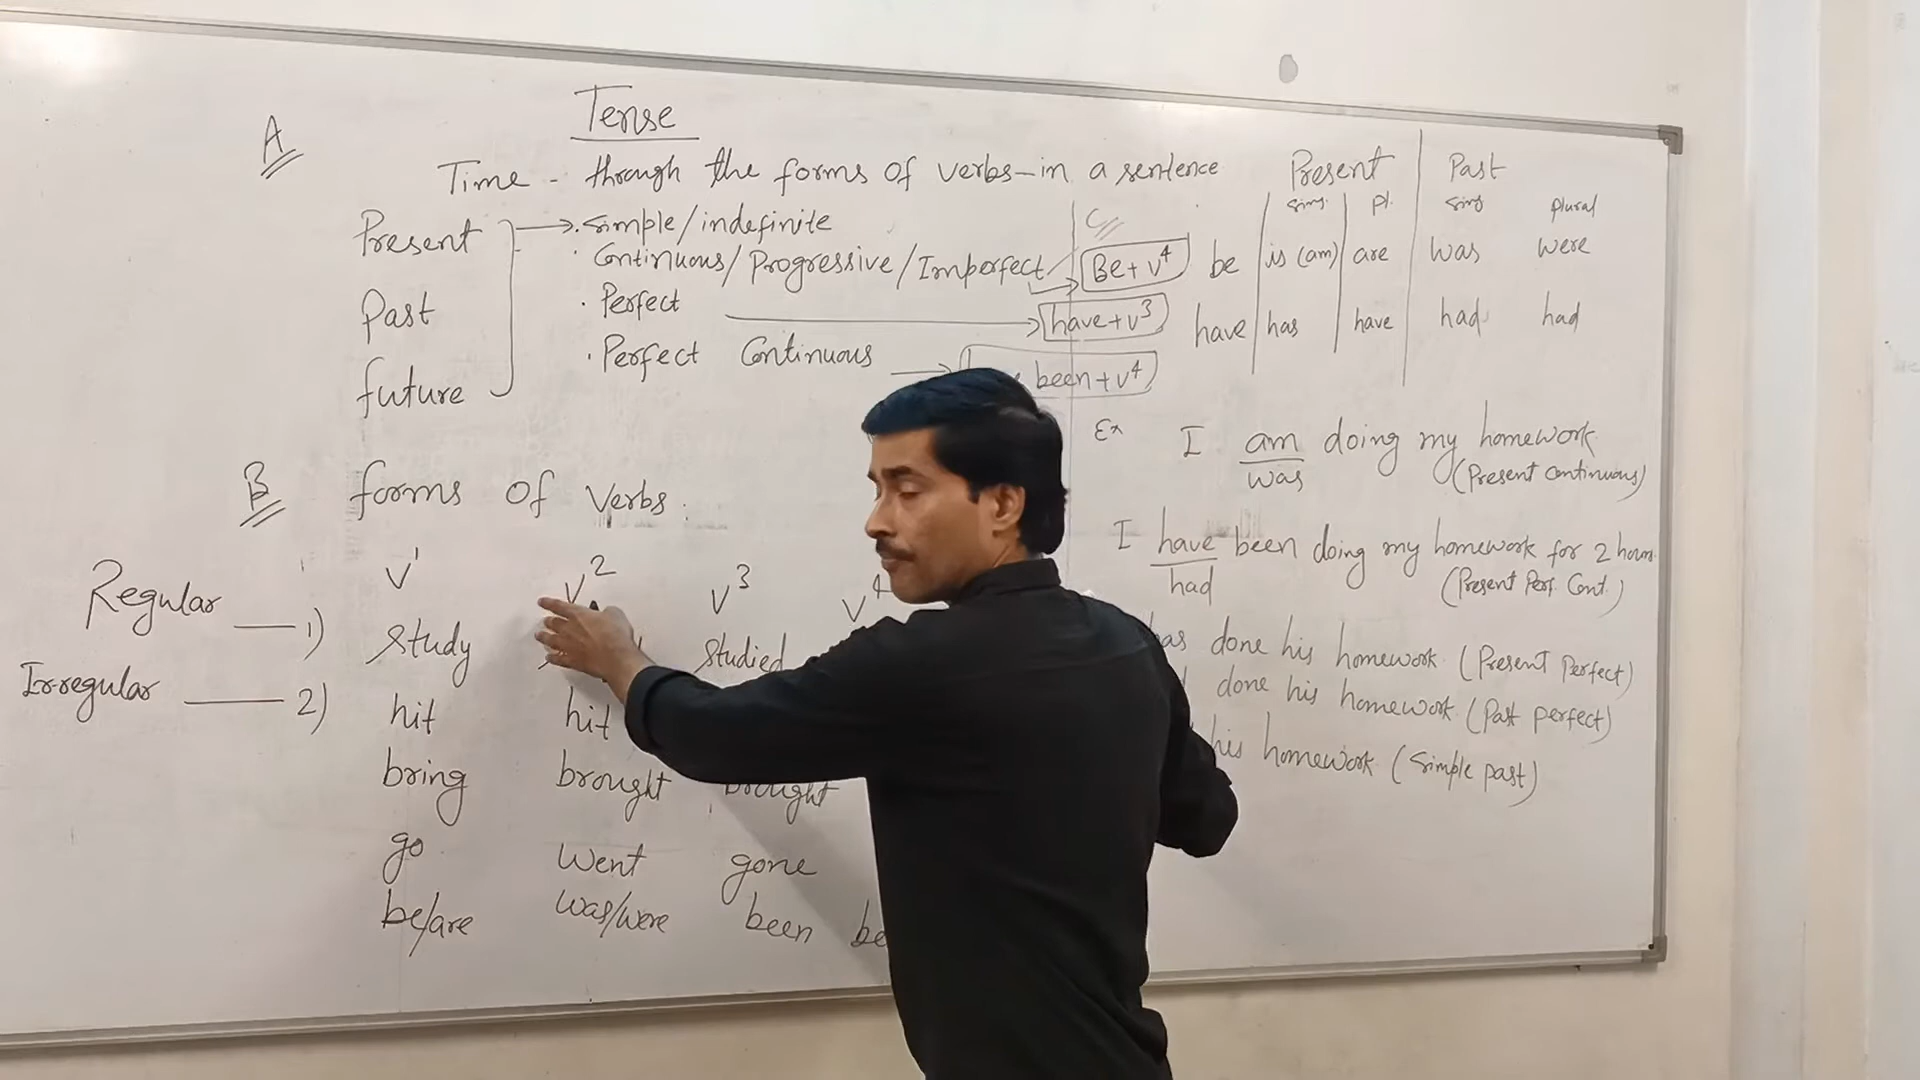 Tense
A
Time - through the forms of verbs - in a sentence
Present
Past
future
. Simple/indefinite
. Continuous/Progressive/Imperfect
. Perfect
. Perfect Continuous
C
Be+V4
have+V3
been+V4
Present Past
sing. pl. sing plural
be is (am) are was were
have has have had had
B forms of Verbs:
V1 V2 V3 V4
Regular 1) study studied
Irregular 2) hit hit
bring brought brought
go went gone
be/are was/were been be
Ex I am doing my homework
was (Present continuous)
I have been doing my homework for 2 hours.
had (Present Perf. Cont.)
has done his homework. (Present Perfect)
done his homework. (Past perfect)
his homework (Simple past)